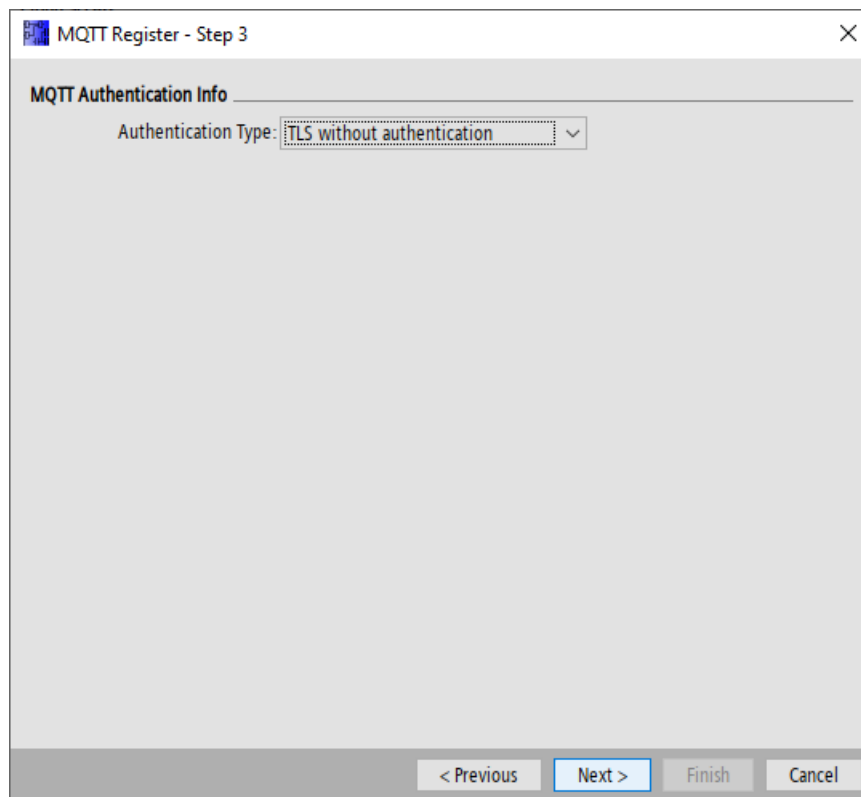 MQTT Register - Step 3
MQTT Authentication Info
Authentication Type: TLS without authentication
< Previous
Next >
Finish
Cancel